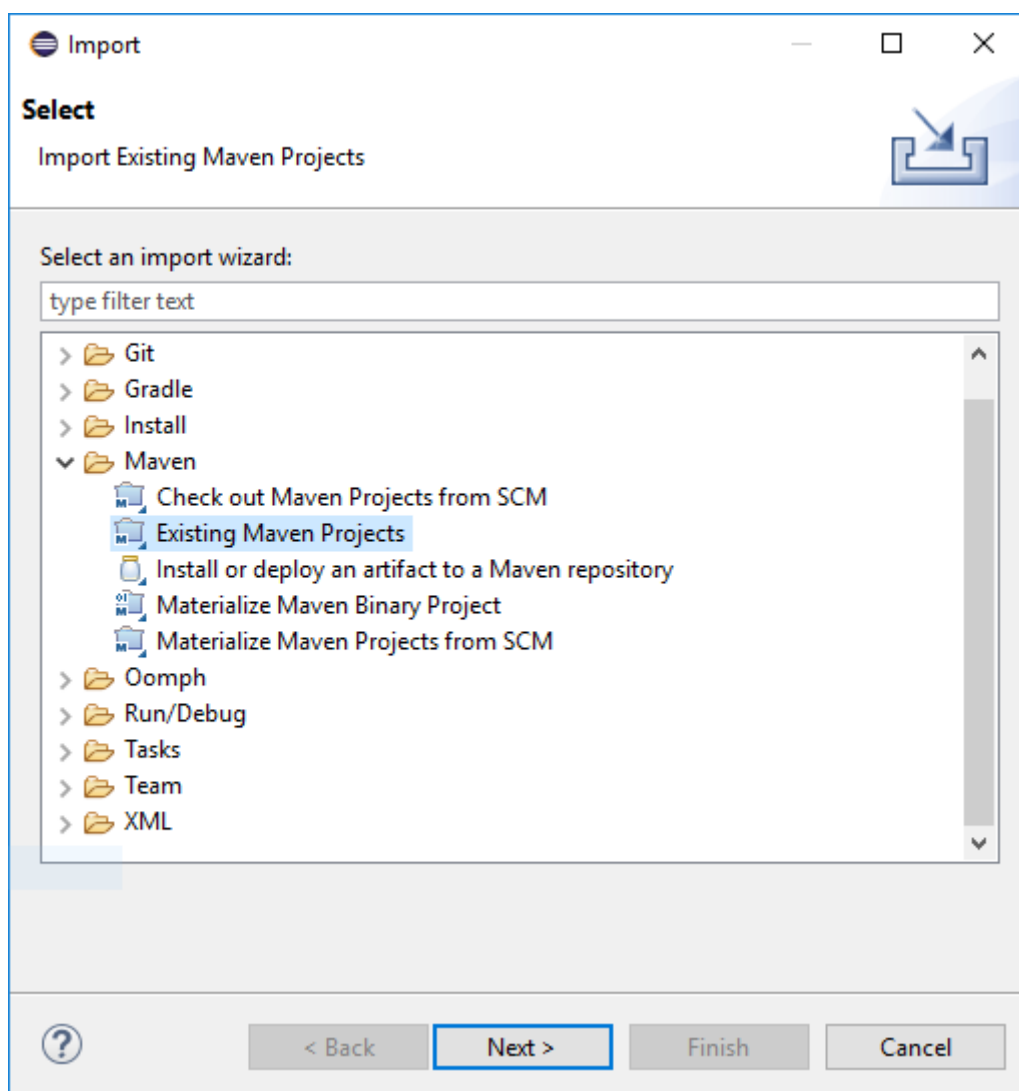 Import
Select
Import Existing Maven Projects
Select an import wizard:
type filter text
Git
Gradle
Install
Maven
Check out Maven Projects from SCM
Existing Maven Projects
Install or deploy an artifact to a Maven repository
Materialize Maven Binary Project
Materialize Maven Projects from SCM
Oomph
Run/Debug
Tasks
Team
XML
< Back Next > Finish Cancel